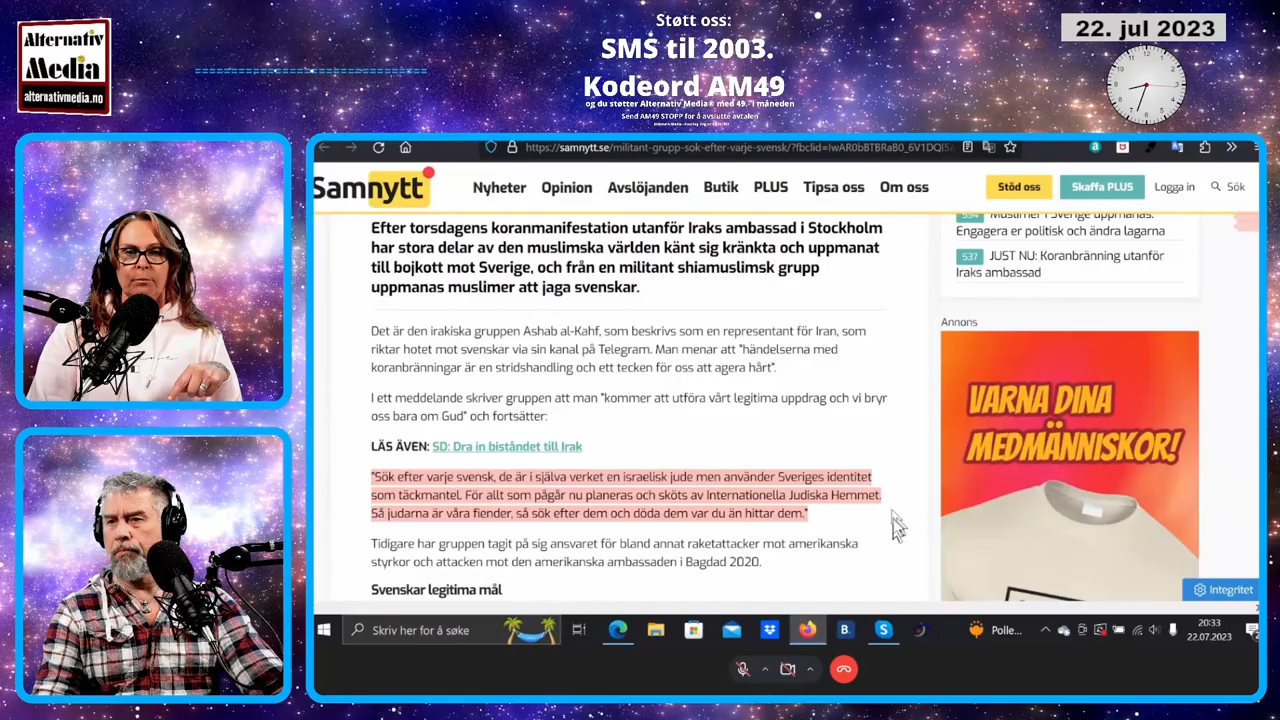 Alternativ
Media
alternativmedia.no
Støtt oss:
SMS til 2003.
Kodeord AM49
og du støtter Alternativ Media® med 49.- i måneden
Send AM49 STOPP for å avslutte avtalen
22. jul 2023
https://samnytt.se/militant-grupp-sok-efter-varje-svensk/?fbclid=
Samnytt
Nyheter Opinion Avslöjanden Butik PLUS Tipsa oss Om oss
Stöd oss Skaffa PLUS Logga in Sök
Efter torsdagens koranmanifestation utanför Iraks ambassad i Stockholm
har stora delar av den muslimska världen känt sig kränkta och uppmanat
till bojkott mot Sverige, och från en militant shiamuslimsk grupp
uppmanas muslimer att jaga svenskar.
Det är den irakiska gruppen Ashab al-Kahf, som beskrivs som en representant för Iran, som
riktar hotet mot svenskar via sin kanal på Telegram. Man menar att "händelserna med
koranbränningar är en stridshandling och ett tecken för oss att agera hårt".
I ett meddelande skriver gruppen att man "kommer att utföra vårt legitima uppdrag och vi bryr
oss bara om Gud" och fortsätter:
LÄS ÄVEN: SD: Dra in biståndet till Irak
"Sök efter varje svensk, de är i själva verket en israelisk jude men använder Sveriges identitet
som täckmantel. För allt som pågår nu planeras och sköts av Internationella Judiska Hemmet.
Så judarna är våra fiender, så sök efter dem och döda dem var du än hittar dem."
Tidigare har gruppen tagit på sig ansvaret för bland annat raketattacker mot amerikanska
styrkor och attacken mot den amerikanska ambassaden i Bagdad 2020.
Svenskar legitima mål
594 Muslimer i Sverige uppmanas:
Engagera er politisk och ändra lagarna
537 JUST NU: Koranbränning utanför
Iraks ambassad
Annons
VARNA DINA
MEDMÄNNISKOR!
Integritet
Skriv her for å søke
Polle...
20:33
22.07.2023